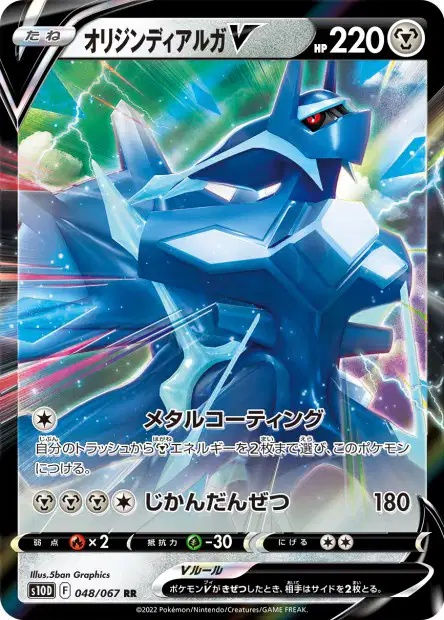 たね オリジンディアルガV HP 220
メタルコーティング
自分のトラッシュからエネルギーを2枚まで選び、このポケモン
につける。
じかんだんぜつ 180
弱点 ×2 抵抗力 -30 にげる
Illus.5ban Graphics
Vルール
s10D F 048/067 RR ポケモンVがきぜつしたとき、相手はサイドを2枚とる。
©2022 Pokémon/Nintendo/Creatures/GAME FREAK.